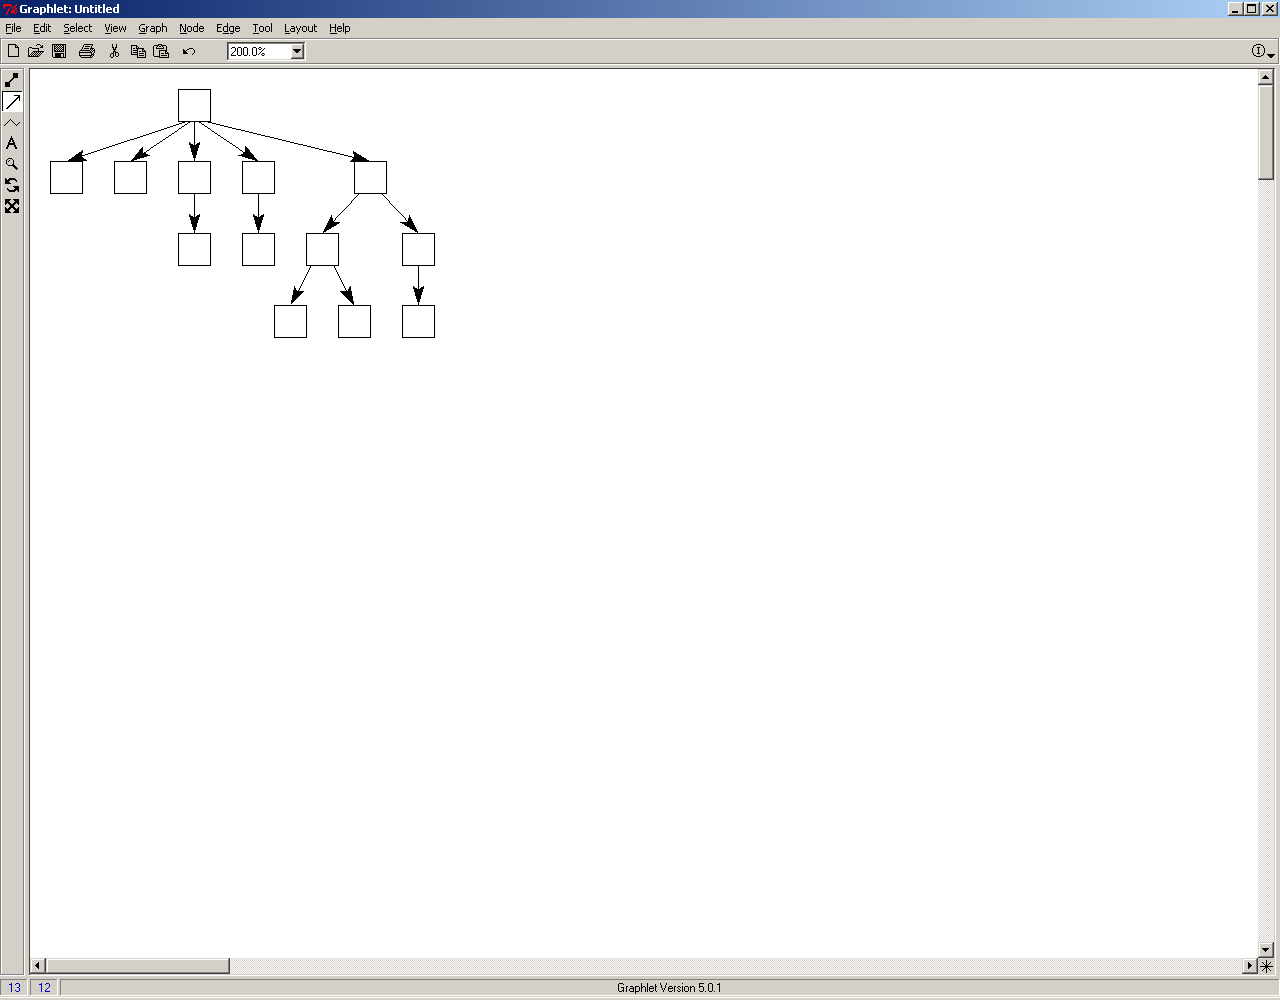 Graphlet: Untitled
File Edit Select View Graph Node Edge Tool Layout Help
200.0%
A
13 12 Graphlet Version 5.0.1